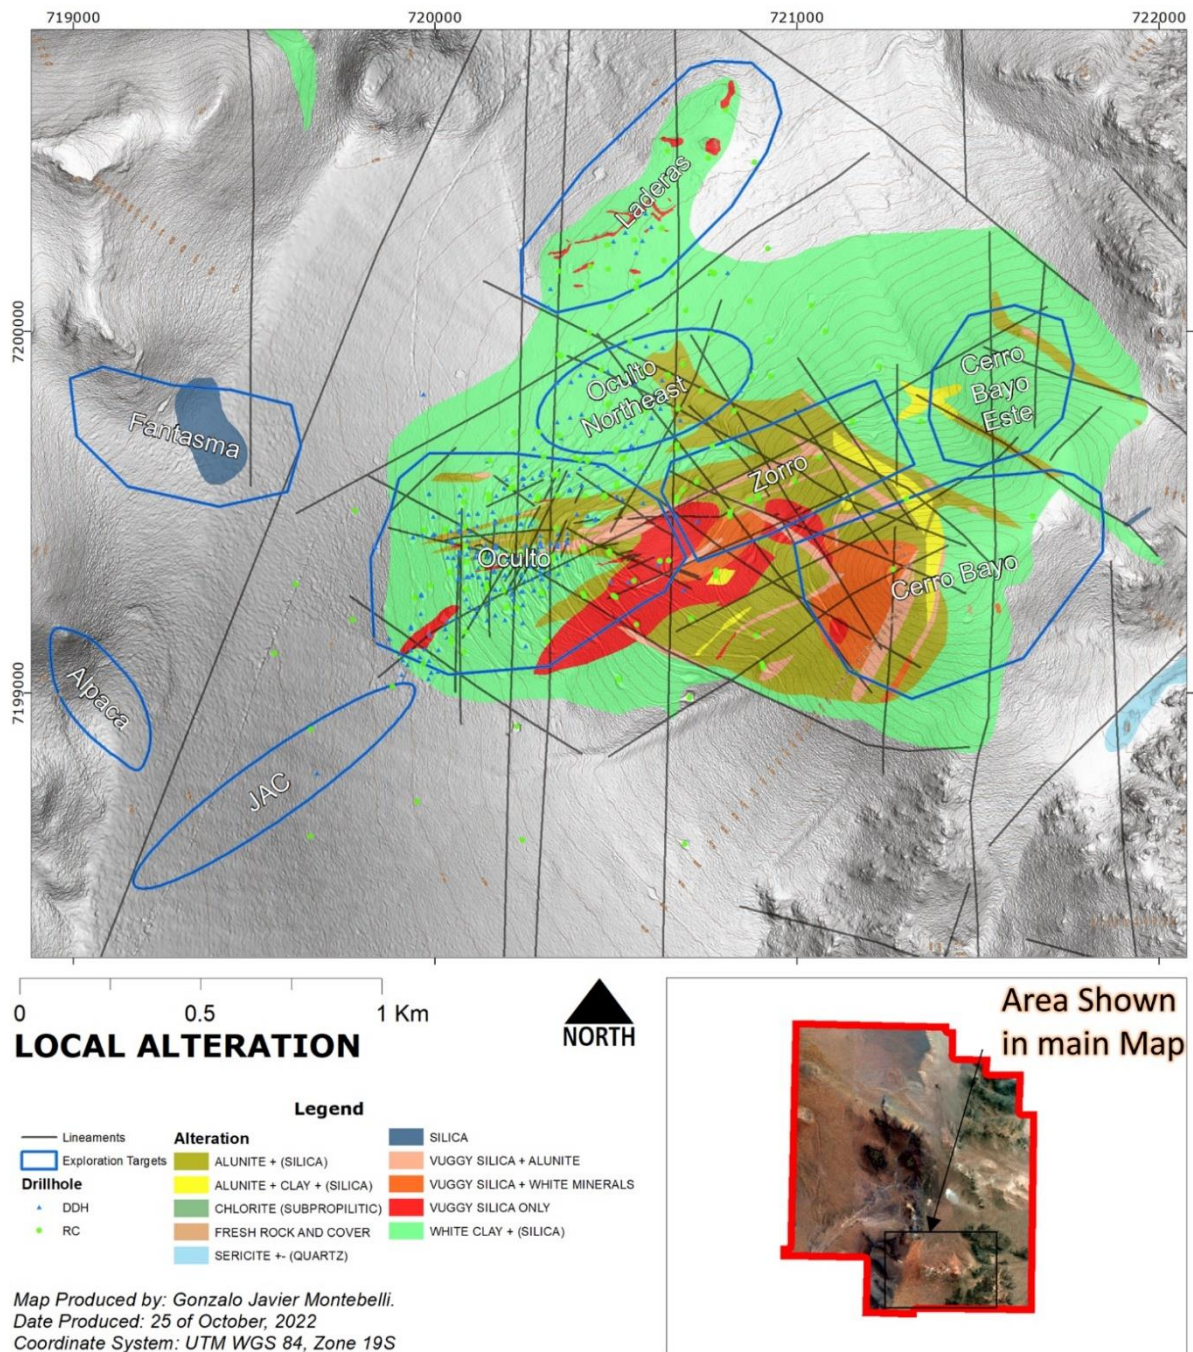 719000
720000
721000
722000
7200000
7199000
Laderas
Oculto
Northeast
Cerro
Bayo
Este
Fantasma
Zorro
Oculto
Cerro Bayo
Alpaca
JAC
0
0.5
1 Km
NORTH
LOCAL ALTERATION
Area Shown
in main Map
Legend
Lineaments
Exploration Targets
Drillhole
DDH
RC
Alteration
ALUNITE + (SILICA)
ALUNITE + CLAY + (SILICA)
CHLORITE (SUBPROPILITIC)
FRESH ROCK AND COVER
SERICITE +- (QUARTZ)
SILICA
VUGGY SILICA + ALUNITE
VUGGY SILICA + WHITE MINERALS
VUGGY SILICA ONLY
WHITE CLAY + (SILICA)
Map Produced by: Gonzalo Javier Montebelli.
Date Produced: 25 of October, 2022
Coordinate System: UTM WGS 84, Zone 19S